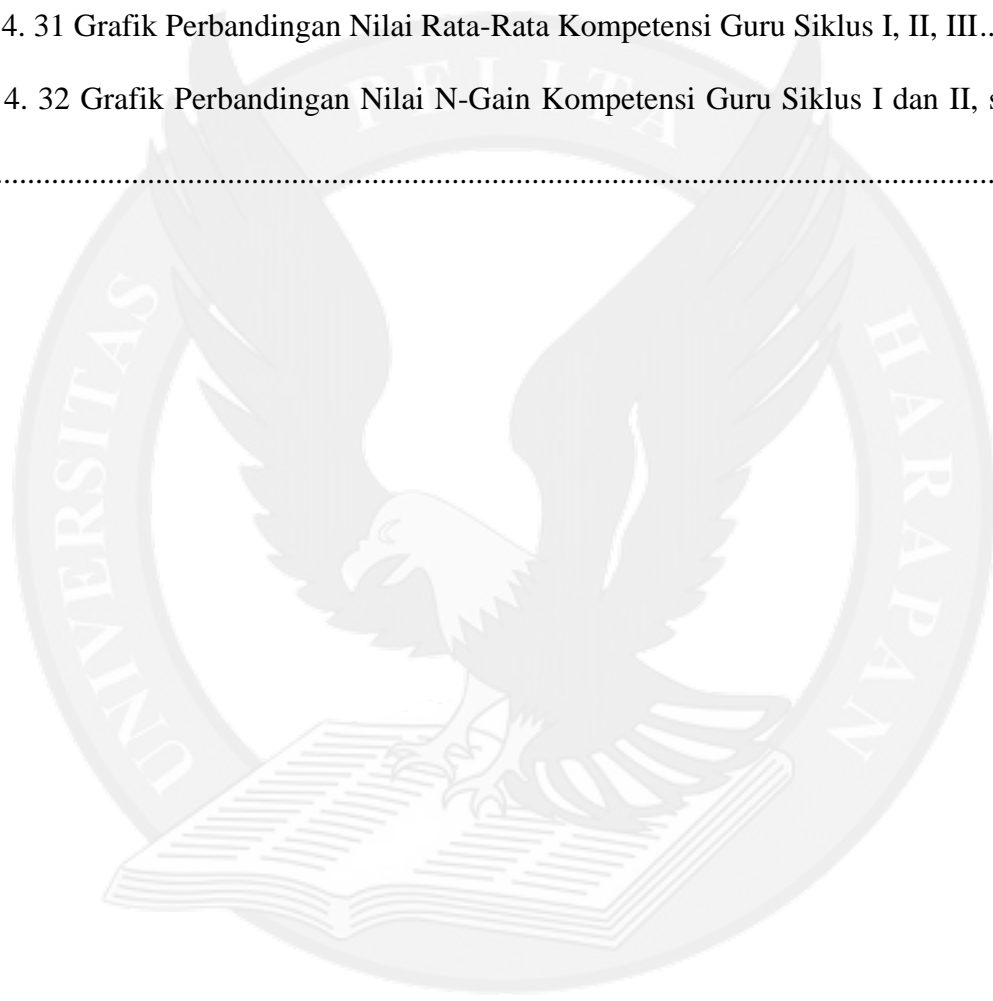 4. 31 Grafik Perbandingan Nilai Rata-Rata Kompetensi Guru Siklus I, II, III..
4. 32 Grafik Perbandingan Nilai N-Gain Kompetensi Guru Siklus I dan II, s
..........................................................................................................................
UNIVERSITAS PELITA HARAPAN